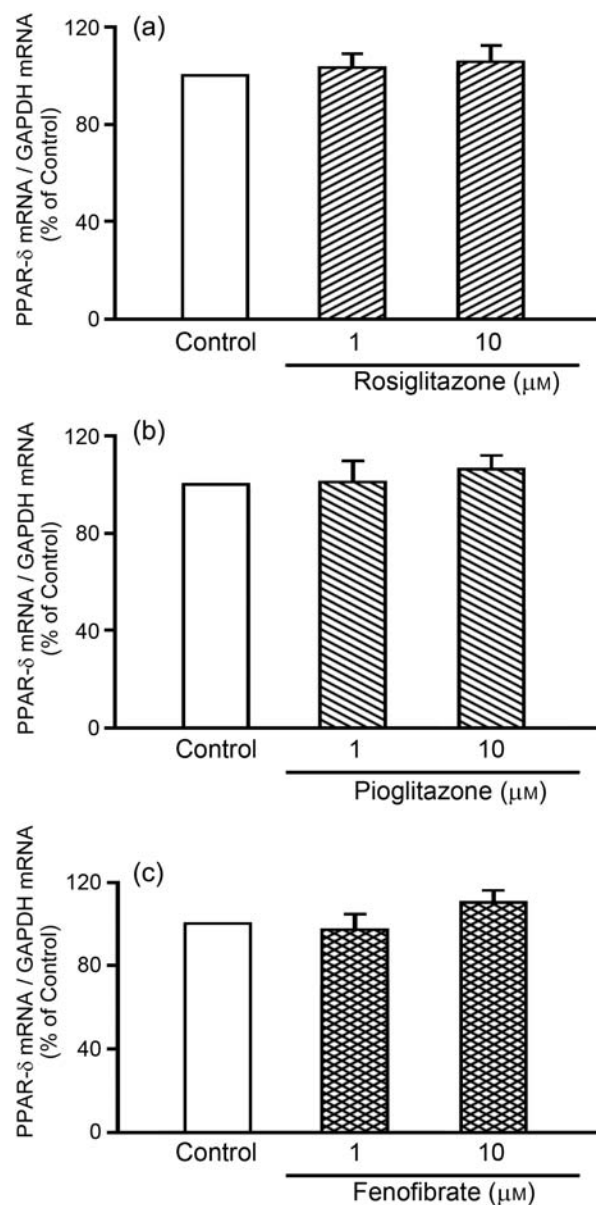 (a)
PPAR-δ mRNA / GAPDH mRNA
(% of Control)
120
80
40
0
Control 1 10
Rosiglitazone (μM)
(b)
PPAR-δ mRNA / GAPDH mRNA
(% of Control)
120
80
40
0
Control 1 10
Pioglitazone (μM)
(c)
PPAR-δ mRNA / GAPDH mRNA
(% of Control)
120
80
40
0
Control 1 10
Fenofibrate (μM)